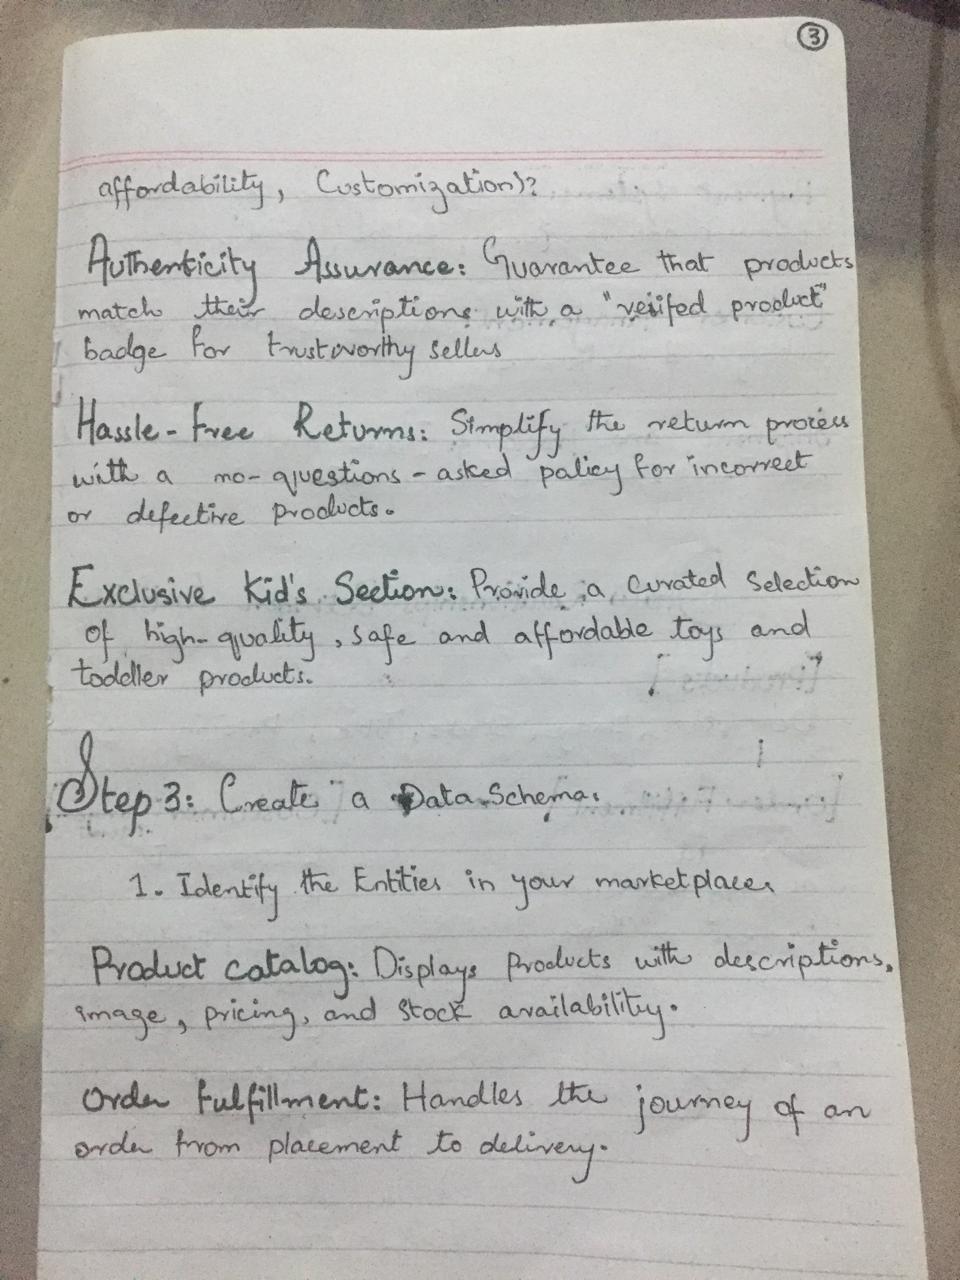 3
affordability, Customization)?
Authenticity Assurance: Guarantee that products
match their descriptions with a "verifed product"
badge for trustworthy sellers
Hassle-free Returns: Simplify the return process
with a no-questions-asked policy for incorrect
or defective products.
Exclusive Kid's Section: Provide a curated selection
of high-quality, safe and affordable toys and
toddler products.
Step 3: Create a Data Schema.
1. Identify the Entities in your marketplace.
Product catalog: Displays products with descriptions,
image, pricing, and stock availability.
Order fulfillment: Handles the journey of an
order from placement to delivery.